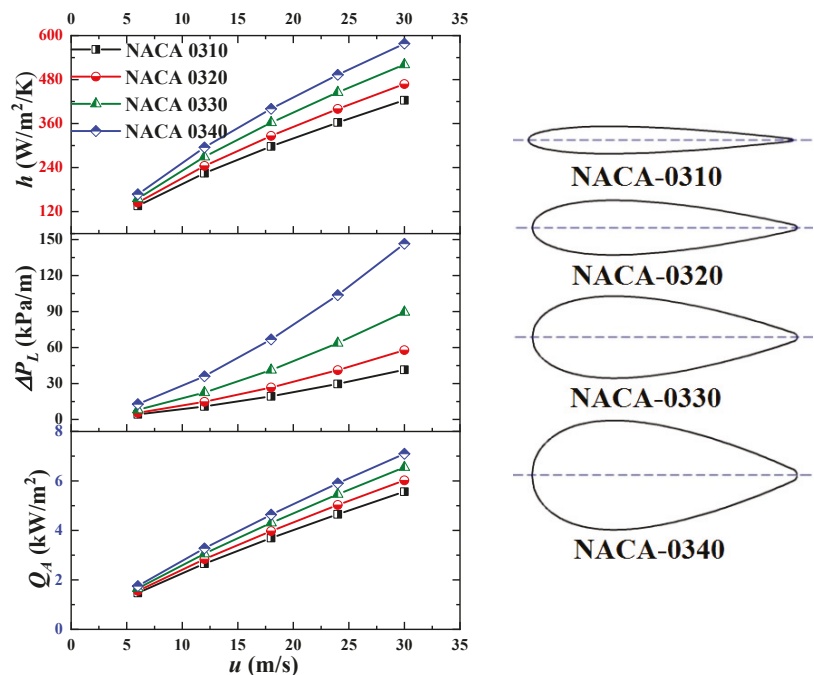 0 5 10 15 20 25 30 35
600
480
360
240
120
h (W/m²/K)
NACA 0310
NACA 0320
NACA 0330
NACA 0340
150
120
90
60
30
0
ΔP_L (kPa/m)
8
6
4
2
0
Q_A (kW/m²)
0 5 10 15 20 25 30 35
u (m/s)
NACA-0310
NACA-0320
NACA-0330
NACA-0340